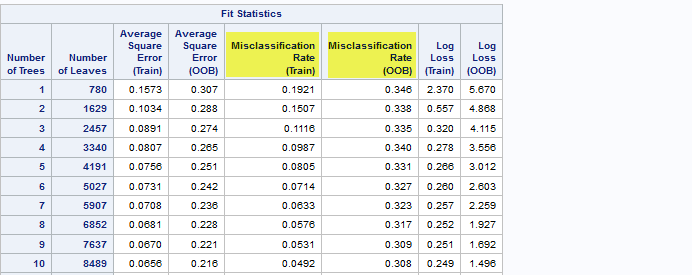 Fit Statistics
Number of Trees Number of Leaves Average Square Error (Train) Average Square Error (OOB) Misclassification Rate (Train) Misclassification Rate (OOB) Log Loss (Train) Log Loss (OOB)
1 780 0.1573 0.307 0.1921 0.346 2.370 5.670
2 1629 0.1034 0.288 0.1507 0.338 0.557 4.868
3 2457 0.0891 0.274 0.1116 0.335 0.320 4.115
4 3340 0.0807 0.265 0.0987 0.340 0.278 3.556
5 4191 0.0756 0.251 0.0805 0.331 0.266 3.012
6 5027 0.0731 0.242 0.0714 0.327 0.260 2.603
7 5907 0.0708 0.236 0.0633 0.323 0.257 2.259
8 6852 0.0681 0.228 0.0576 0.317 0.252 1.927
9 7637 0.0670 0.221 0.0531 0.309 0.251 1.692
10 8489 0.0656 0.216 0.0492 0.308 0.249 1.496